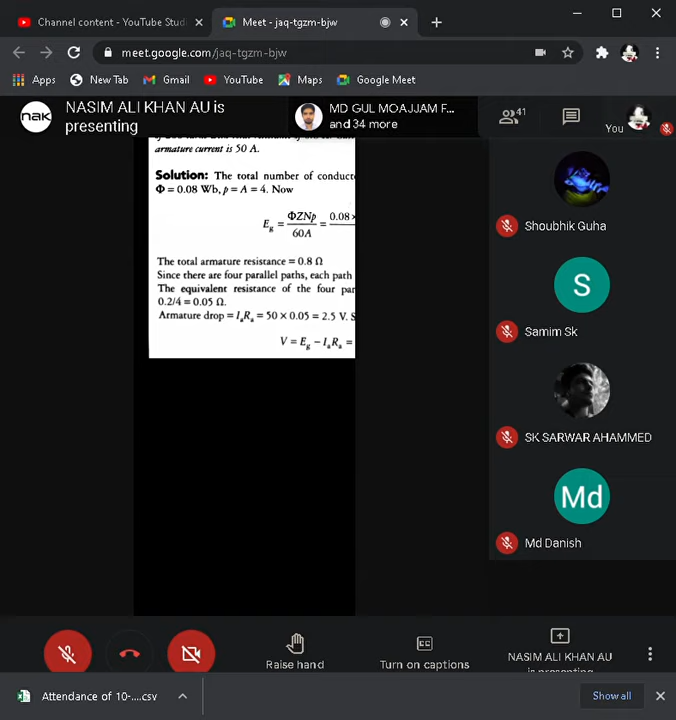 Channel content - YouTube Stud
Meet - jaq-tgzm-bjw
meet.google.com/jaq-tgzm-bjw
Apps
New Tab
Gmail
YouTube
Maps
Google Meet
nak
NASIM ALI KHAN AU is
presenting
MD GUL MOAJJAM F...
and 34 more
41
You
armature current is 50 A.
Solution: The total number of conducto
Φ = 0.08 Wb, p = A = 4. Now
E_g = ΦZNp / 60A = 0.08 ×
The total armature resistance = 0.8 Ω
Since there are four parallel paths, each path
The equivalent resistance of the four par
0.2/4 = 0.05 Ω.
Armature drop = I_aR_a = 50 × 0.05 = 2.5 V. S
V = E_g − I_aR_a =
Shoubhik Guha
S
Samim Sk
SK SARWAR AHAMMED
Md
Md Danish
Raise hand
Turn on captions
NASIM ALI KHAN AU
is presenting
Attendance of 10-....csv
Show all